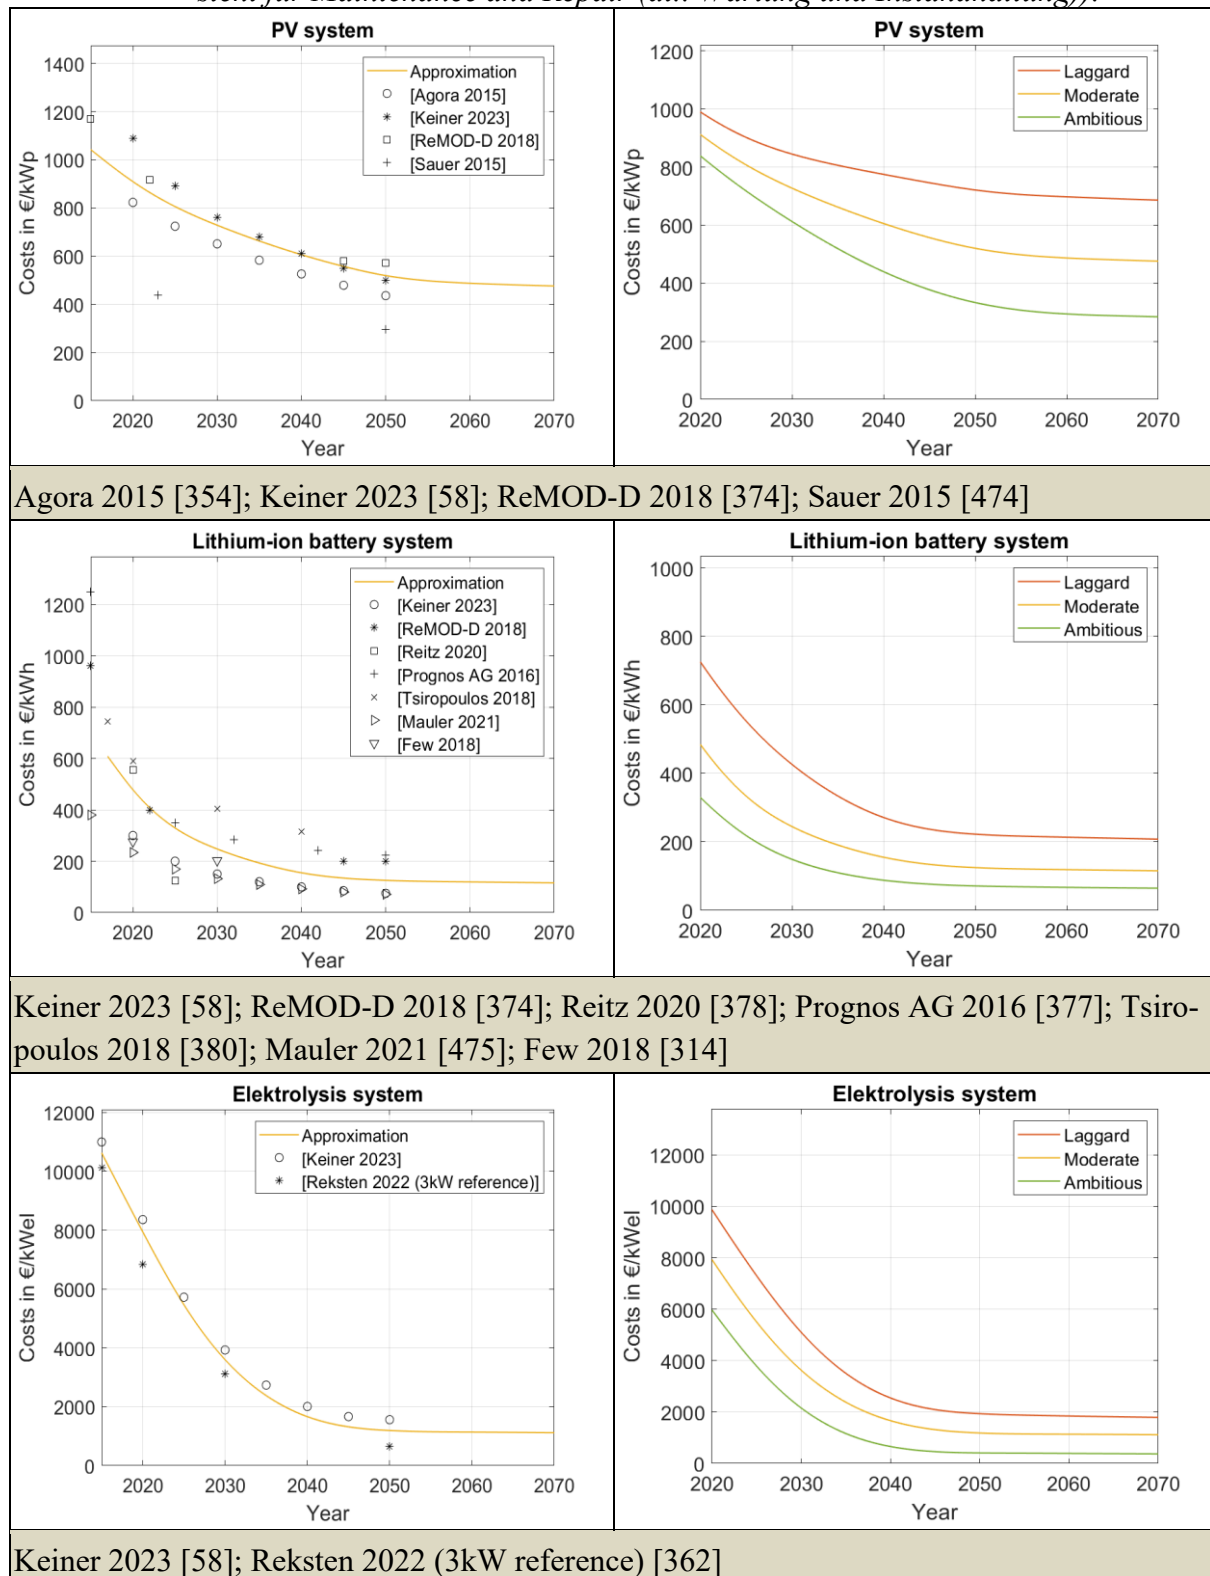 steht für Maintenance and Repair (dt. Wartung und Instandhaltung)).
PV system
1400
1200
1000
800
600
400
200
0
Costs in €/kWp
2020 2030 2040 2050 2060 2070
Year
Approximation
[Agora 2015]
[Keiner 2023]
[ReMOD-D 2018]
[Sauer 2015]
PV system
1200
1000
800
600
400
200
0
Costs in €/kWp
2020 2030 2040 2050 2060 2070
Year
Laggard
Moderate
Ambitious
Agora 2015 [354]; Keiner 2023 [58]; ReMOD-D 2018 [374]; Sauer 2015 [474]
Lithium-ion battery system
1200
1000
800
600
400
200
0
Costs in €/kWh
2020 2030 2040 2050 2060 2070
Year
Approximation
[Keiner 2023]
[ReMOD-D 2018]
[Reitz 2020]
[Prognos AG 2016]
[Tsiropoulos 2018]
[Mauler 2021]
[Few 2018]
Lithium-ion battery system
1000
800
600
400
200
0
Costs in €/kWh
2020 2030 2040 2050 2060 2070
Year
Laggard
Moderate
Ambitious
Keiner 2023 [58]; ReMOD-D 2018 [374]; Reitz 2020 [378]; Prognos AG 2016 [377]; Tsiro-
poulos 2018 [380]; Mauler 2021 [475]; Few 2018 [314]
Elektrolysis system
12000
10000
8000
6000
4000
2000
0
Costs in €/kWel
2020 2030 2040 2050 2060 2070
Year
Approximation
[Keiner 2023]
[Reksten 2022 (3kW reference)]
Elektrolysis system
12000
10000
8000
6000
4000
2000
0
Costs in €/kWel
2020 2030 2040 2050 2060 2070
Year
Laggard
Moderate
Ambitious
Keiner 2023 [58]; Reksten 2022 (3kW reference) [362]